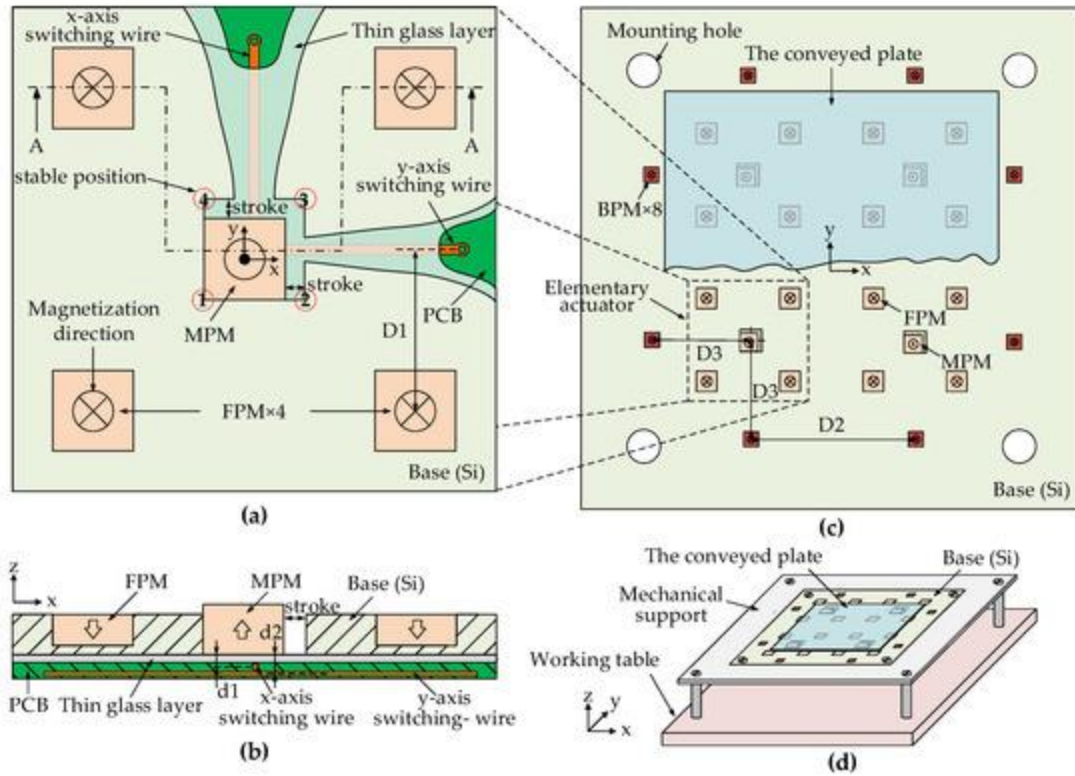 x-axis
switching wire
Thin glass layer
A
A
stable position
4
3
stroke
y-axis
switching wire
y
x
stroke
1
2
MPM
PCB
D1
Magnetization
direction
FPM×4
Base (Si)
(a)
Mounting hole
The conveyed plate
BPM×8
y
x
Elementary
actuator
FPM
MPM
D3
D3
D2
Base (Si)
(c)
z
x
FPM
MPM
Base (Si)
stroke
d2
d1
PCB
Thin glass layer
x-axis
switching wire
y-axis
switching- wire
(b)
The conveyed plate
Base (Si)
Mechanical
support
Working table
z
y
x
(d)